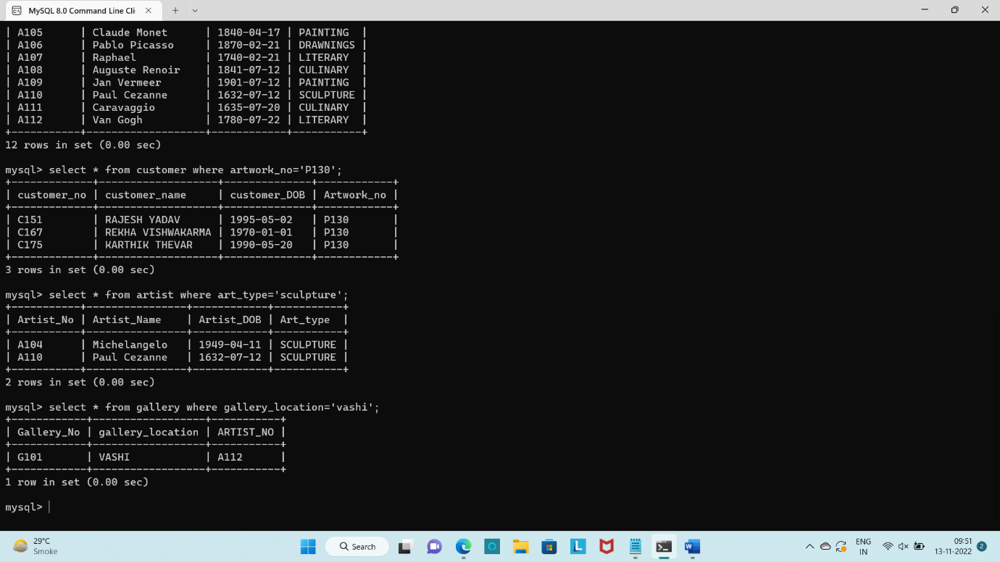 MySQL 8.0 Command Line Cli
| A105      | Claude Monet      | 1840-04-17 | PAINTING  |
| A106      | Pablo Picasso     | 1870-02-21 | DRAWNINGS |
| A107      | Raphael           | 1740-02-21 | LITERARY  |
| A108      | Auguste Renoir    | 1841-07-12 | CULINARY  |
| A109      | Jan Vermeer       | 1901-07-12 | PAINTING  |
| A110      | Paul Cezanne      | 1632-07-12 | SCULPTURE |
| A111      | Caravaggio        | 1635-07-20 | CULINARY  |
| A112      | Van Gogh          | 1780-07-22 | LITERARY  |
+-----------+-------------------+------------+-----------+
12 rows in set (0.00 sec)
mysql> select * from customer where artwork_no='P130';
+-------------+-------------------+--------------+------------+
| customer_no | customer_name     | customer_DOB | Artwork_no |
+-------------+-------------------+--------------+------------+
| C151        | RAJESH YADAV      | 1995-05-02   | P130       |
| C167        | REKHA VISHWAKARMA | 1970-01-01   | P130       |
| C175        | KARTHIK THEVAR    | 1990-05-20   | P130       |
+-------------+-------------------+--------------+------------+
3 rows in set (0.00 sec)
mysql> select * from artist where art_type='sculpture';
+-----------+----------------+------------+-----------+
| Artist_No | Artist_Name    | Artist_DOB | Art_type  |
+-----------+----------------+------------+-----------+
| A104      | Michelangelo   | 1949-04-11 | SCULPTURE |
| A110      | Paul Cezanne   | 1632-07-12 | SCULPTURE |
+-----------+----------------+------------+-----------+
2 rows in set (0.00 sec)
mysql> select * from gallery where gallery_location='vashi';
+------------+------------------+-----------+
| Gallery_No | gallery_location | ARTIST_NO |
+------------+------------------+-----------+
| G101       | VASHI            | A112      |
+------------+------------------+-----------+
1 row in set (0.00 sec)
mysql>
29°C
Smoke
Search
L
W
ENG
IN
09:51
13-11-2022
2